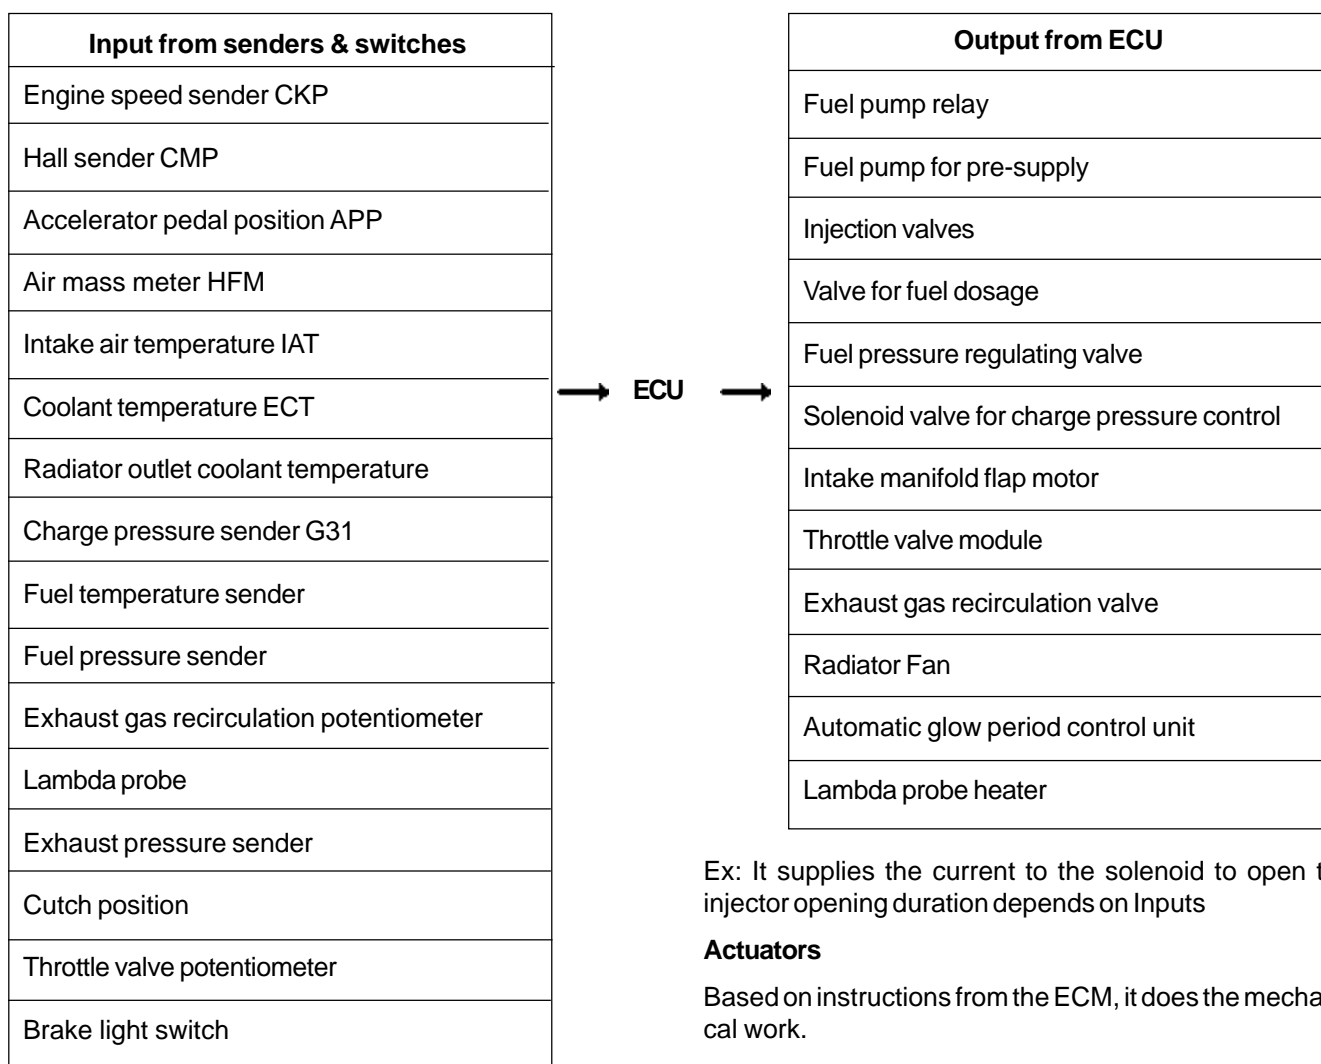 Input from senders & switches
Engine speed sender CKP
Hall sender CMP
Accelerator pedal position APP
Air mass meter HFM
Intake air temperature IAT
Coolant temperature ECT
Radiator outlet coolant temperature
Charge pressure sender G31
Fuel temperature sender
Fuel pressure sender
Exhaust gas recirculation potentiometer
Lambda probe
Exhaust pressure sender
Cutch position
Throttle valve potentiometer
Brake light switch
ECU
Output from ECU
Fuel pump relay
Fuel pump for pre-supply
Injection valves
Valve for fuel dosage
Fuel pressure regulating valve
Solenoid valve for charge pressure control
Intake manifold flap motor
Throttle valve module
Exhaust gas recirculation valve
Radiator Fan
Automatic glow period control unit
Lambda probe heater
Ex: It supplies the current to the solenoid to open
injector opening duration depends on Inputs
Actuators
Based on instructions from the ECM, it does the mecha
cal work.